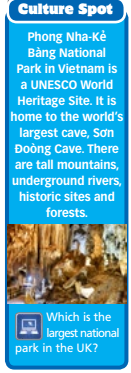 Culture Spot
Phong Nha-Kẻ
Bàng National
Park in Vietnam is
a UNESCO World
Heritage Site. It is
home to the world's
largest cave, Sơn
Đoòng Cave. There
are tall mountains,
underground rivers,
historic sites and
forests.
Which is the
largest national
park in the UK?